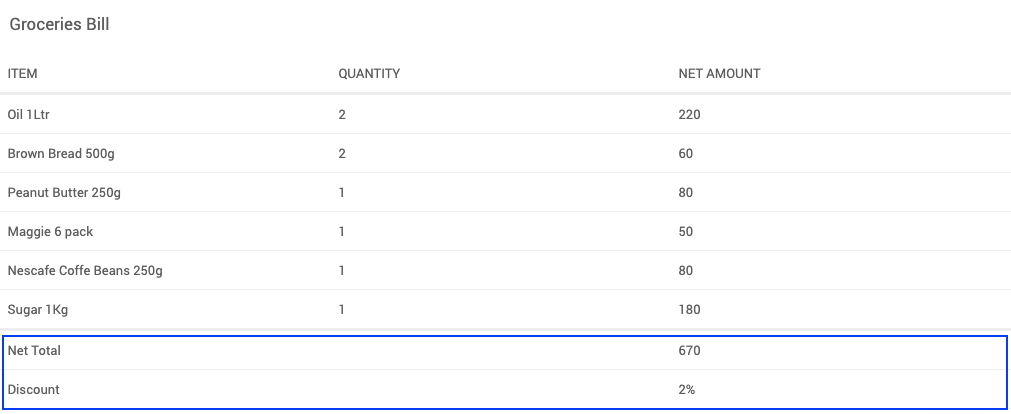 Groceries Bill
ITEM QUANTITY NET AMOUNT
Oil 1Ltr 2 220
Brown Bread 500g 2 60
Peanut Butter 250g 1 80
Maggie 6 pack 1 50
Nescafe Coffe Beans 250g 1 80
Sugar 1Kg 1 180
Net Total 670
Discount 2%